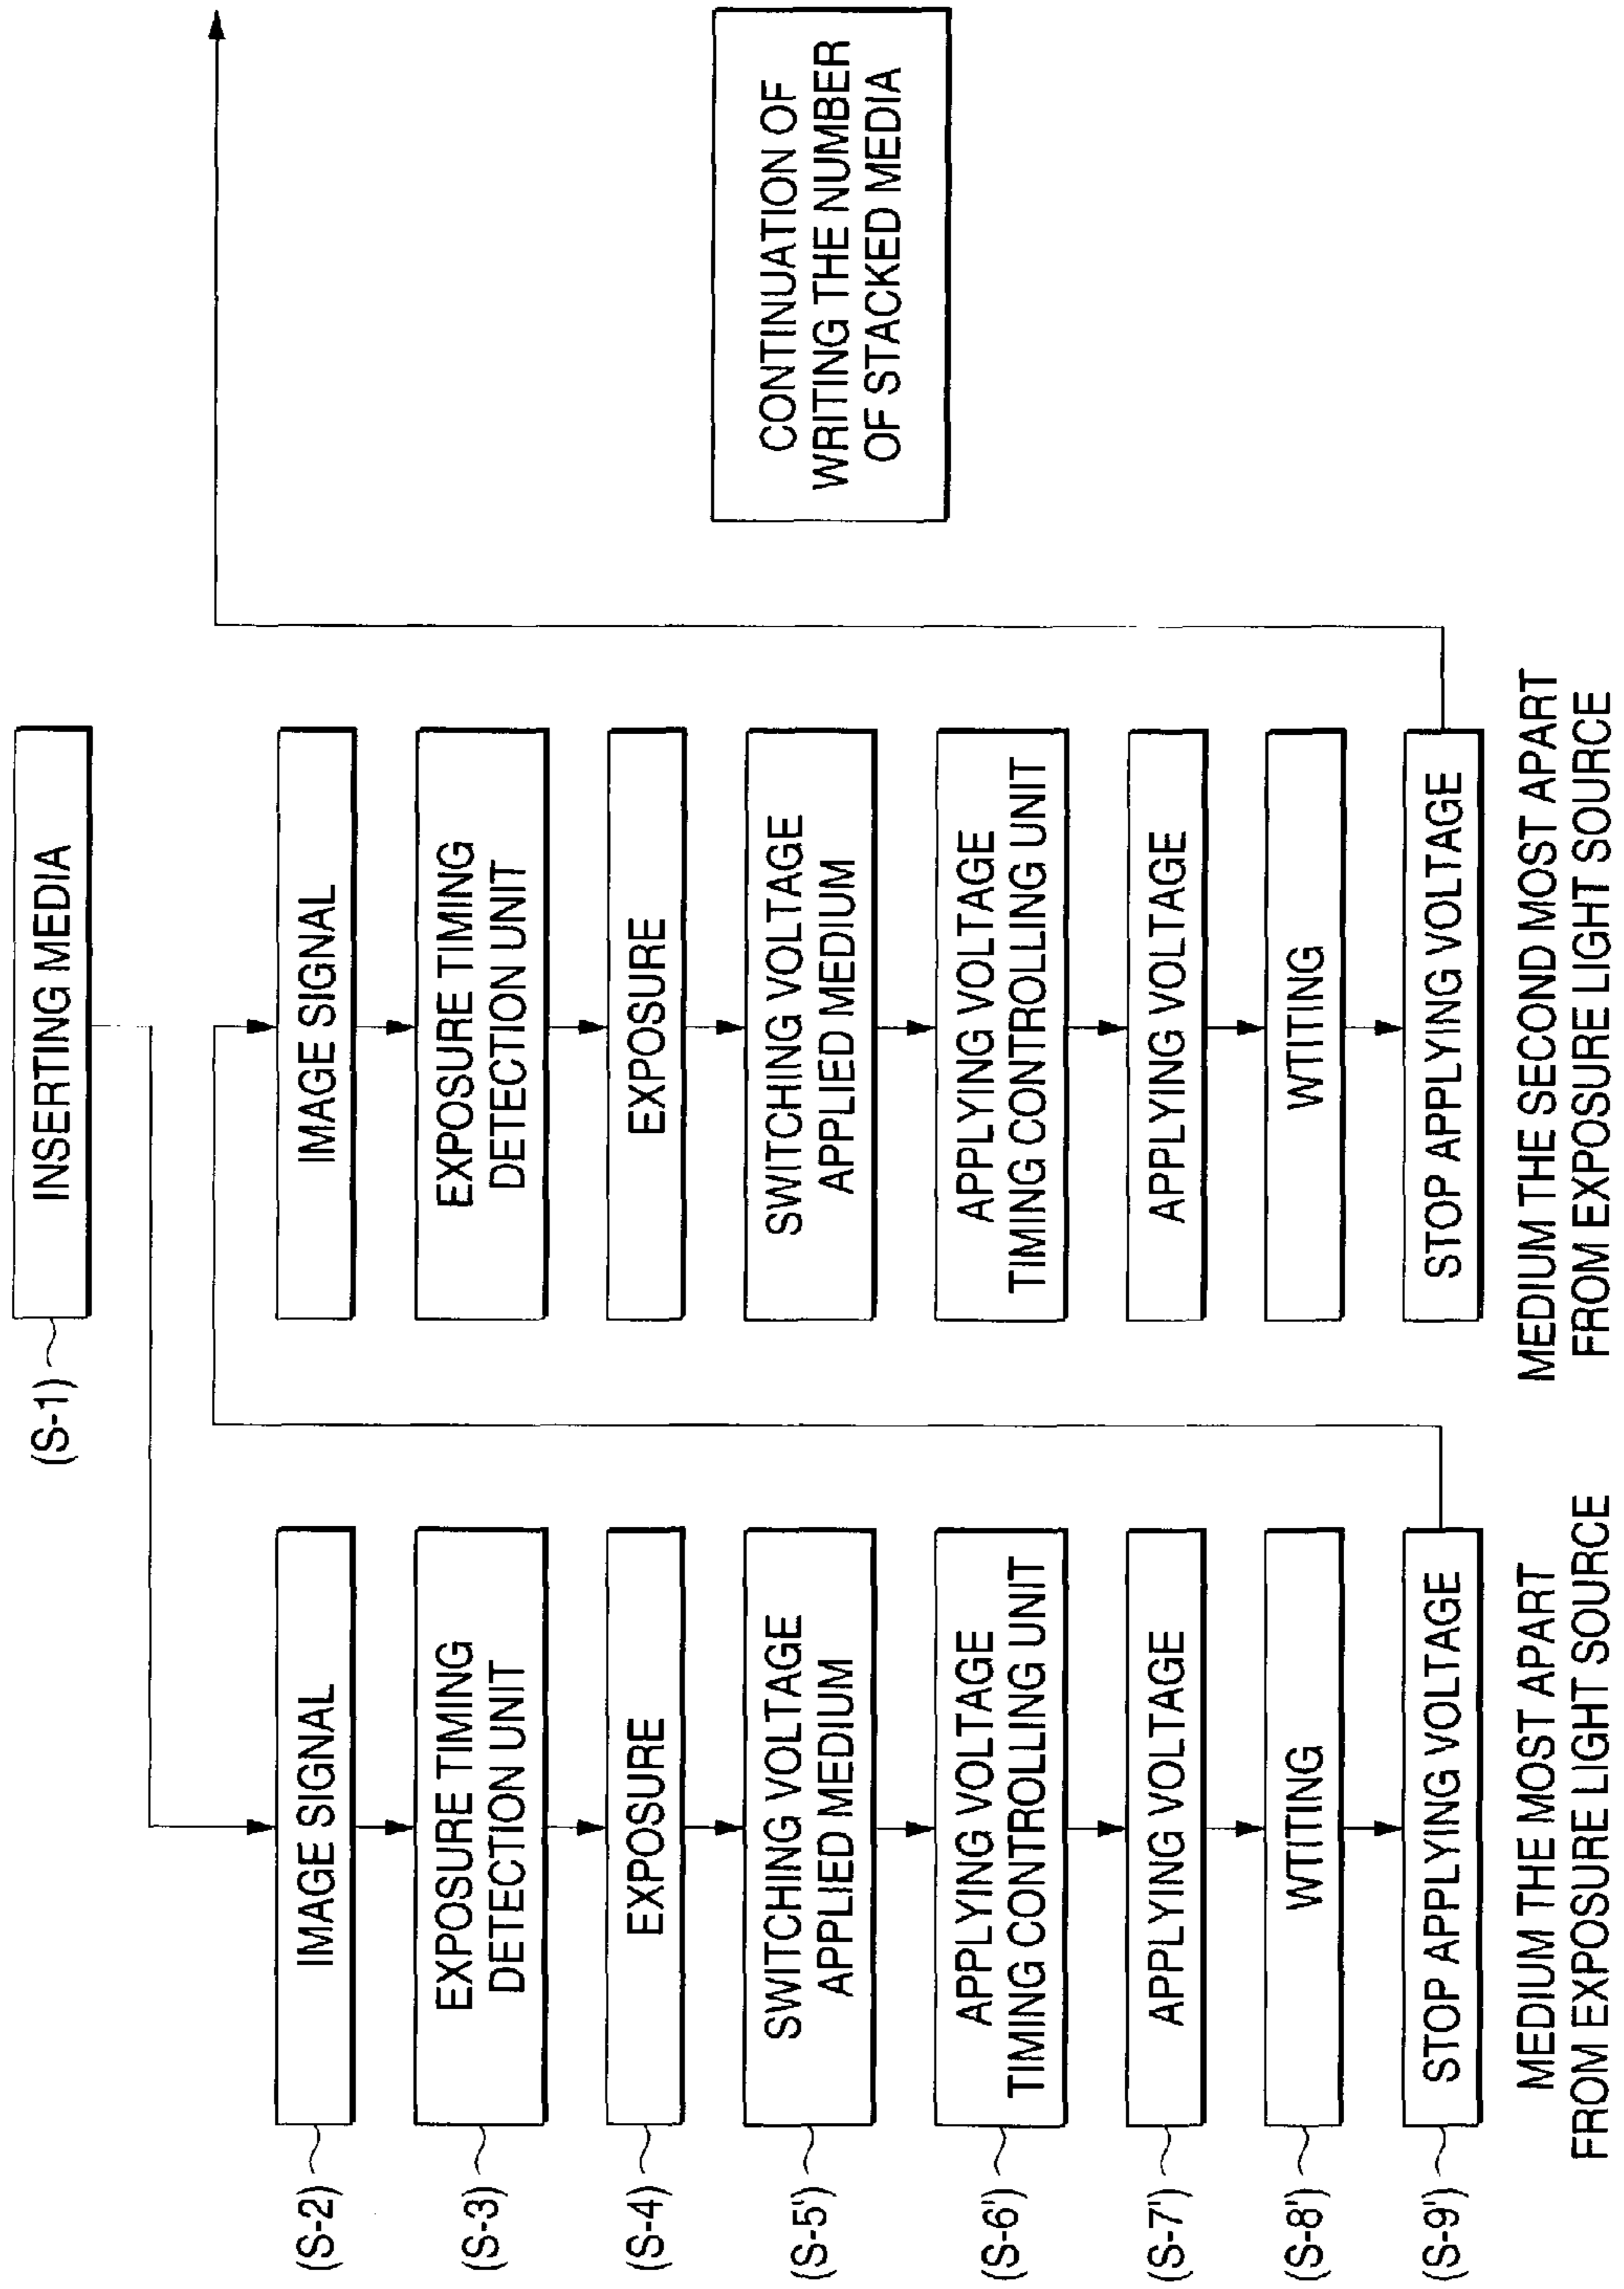 (S-1)
INSERTING MEDIA
(S-2)
IMAGE SIGNAL
(S-3)
EXPOSURE TIMING
DETECTION UNIT
(S-4)
EXPOSURE
(S-5')
SWITCHING VOLTAGE
APPLIED MEDIUM
(S-6')
APPLYING VOLTAGE
TIMING CONTROLLING UNIT
(S-7')
APPLYING VOLTAGE
(S-8')
WTITING
(S-9')
STOP APPLYING VOLTAGE
MEDIUM THE MOST APART
FROM EXPOSURE LIGHT SOURCE
IMAGE SIGNAL
EXPOSURE TIMING
DETECTION UNIT
EXPOSURE
SWITCHING VOLTAGE
APPLIED MEDIUM
APPLYING VOLTAGE
TIMING CONTROLLING UNIT
APPLYING VOLTAGE
WTITING
STOP APPLYING VOLTAGE
MEDIUM THE SECOND MOST APART
FROM EXPOSURE LIGHT SOURCE
CONTINUATION OF
WRITING THE NUMBER
OF STACKED MEDIA